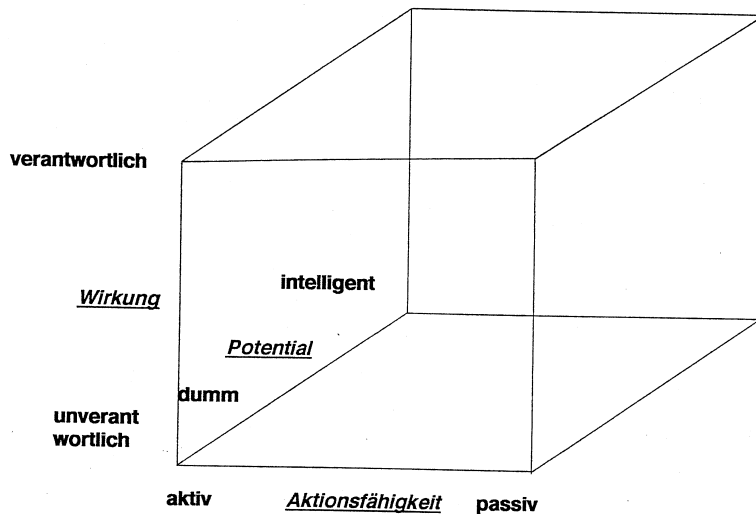 verantwortlich
intelligent
Wirkung
Potential
dumm
unverant
wortlich
aktiv Aktionsfähigkeit passiv